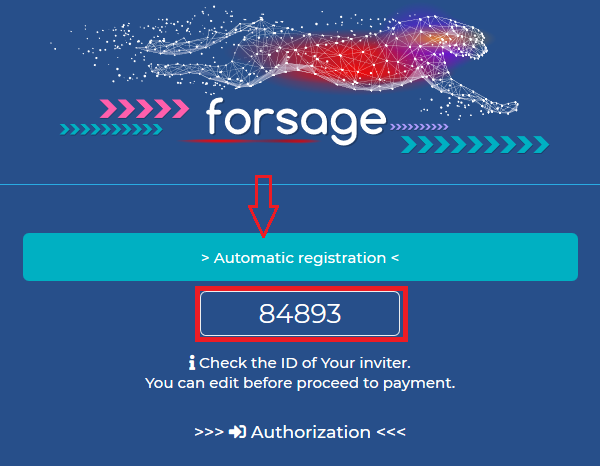 forsage
> Automatic registration <
84893
Check the ID of Your inviter.
You can edit before proceed to payment.
>>> Authorization <<<